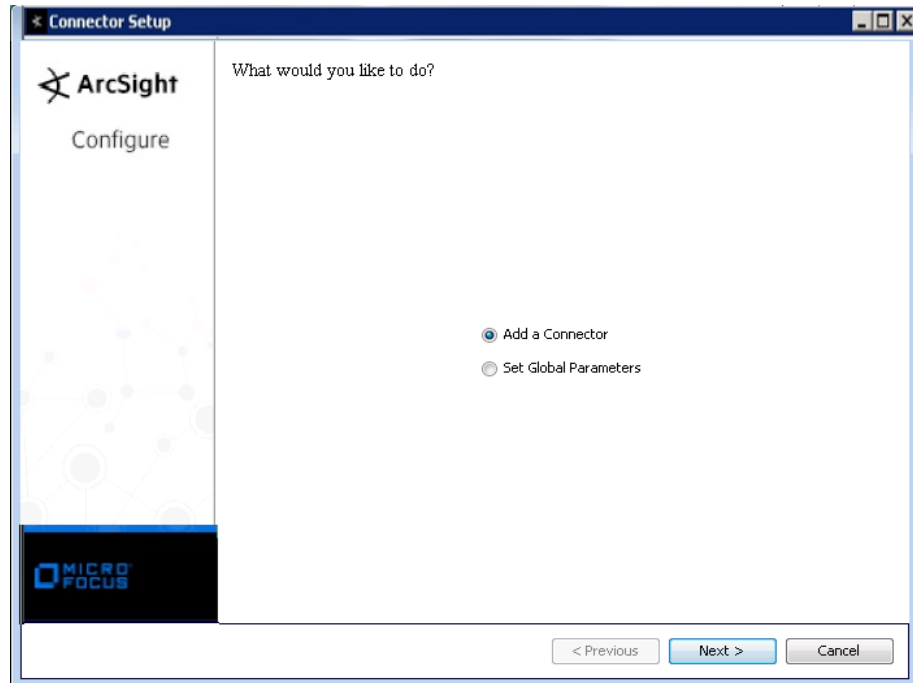 Connector Setup
ArcSight
Configure
What would you like to do?
Add a Connector
Set Global Parameters
MICRO
FOCUS
< Previous
Next >
Cancel